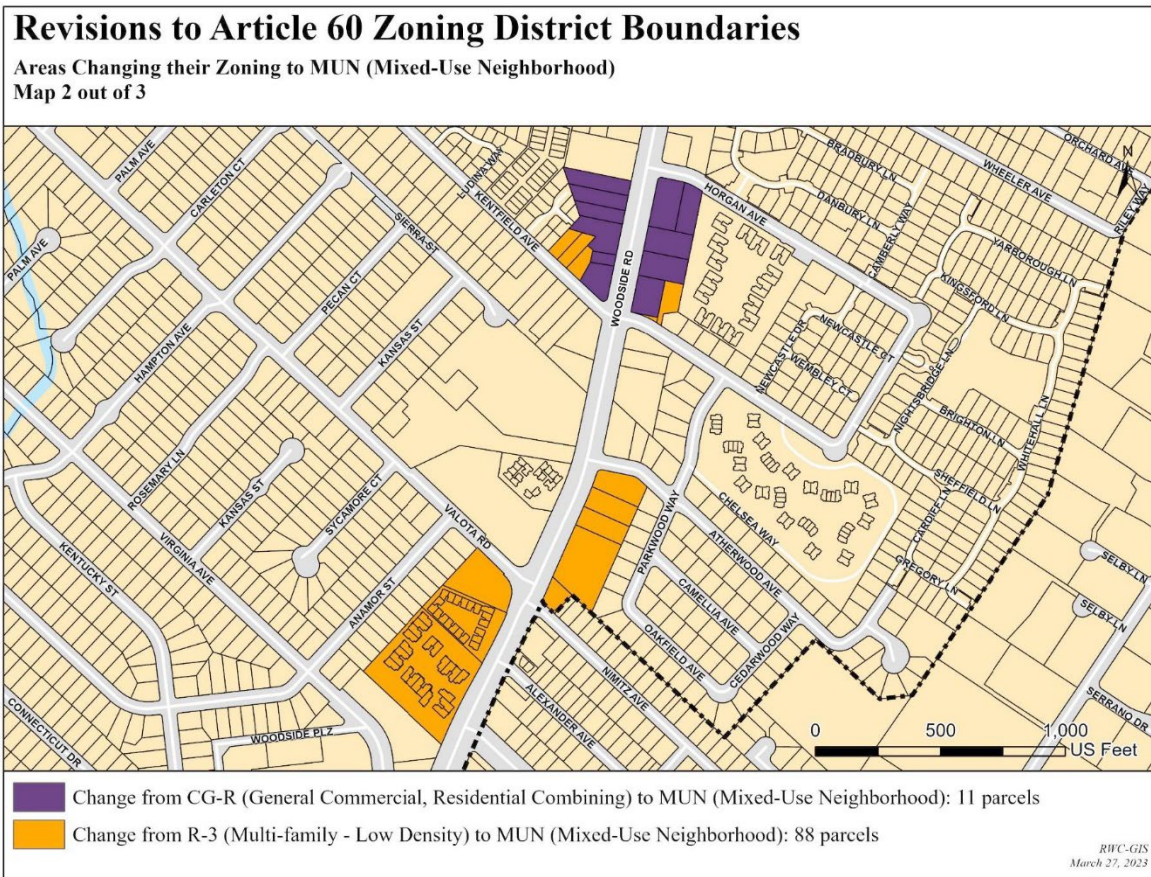 Revisions to Article 60 Zoning District Boundaries
Areas Changing their Zoning to MUN (Mixed-Use Neighborhood)
Map 2 out of 3
PALM AVE
CARLETON CT
LUDINA WAY
KENTFIELD AVE
SIERRA ST
BRADBURY LN
WHEELER AVE
ORCHARD AVE
N
RILEY WAY
HORGAN AVE
DANBURY LN
CAMBERLY WAY
YARBOROUGH LN
KINGSFORD LN
PALM AVE
PECAN CT
WOODSIDE RD
HAMPTON AVE
KANSAS ST
NEWCASTLE DR
NEWCASTLE CT
WEMBLEY CT
NIGHTSBRIDGE LN
BRIGHTON LN
WHITEHALL LN
ROSEMARY LN
KANSAS ST
SYCAMORE CT
VALOTA RD
PARKWOOD WAY
CHELSEA WAY
SHEFFIELD LN
CARDIFF LN
GREGORY LN
ATHERWOOD AVE
CAMELLIA AVE
OAKFIELD AVE
CEDARWOOD WAY
KENTUCKY ST
VIRGINIA AVE
ANAMOR ST
SELBY LN
SELBY LN
SERRANO DR
NIMITZ AVE
ALEXANDER AVE
CONNECTICUT DR
WOODSIDE PLZ
0 500 1,000
US Feet
Change from CG-R (General Commercial, Residential Combining) to MUN (Mixed-Use Neighborhood): 11 parcels
Change from R-3 (Multi-family - Low Density) to MUN (Mixed-Use Neighborhood): 88 parcels
RWC-GIS
March 27, 2023